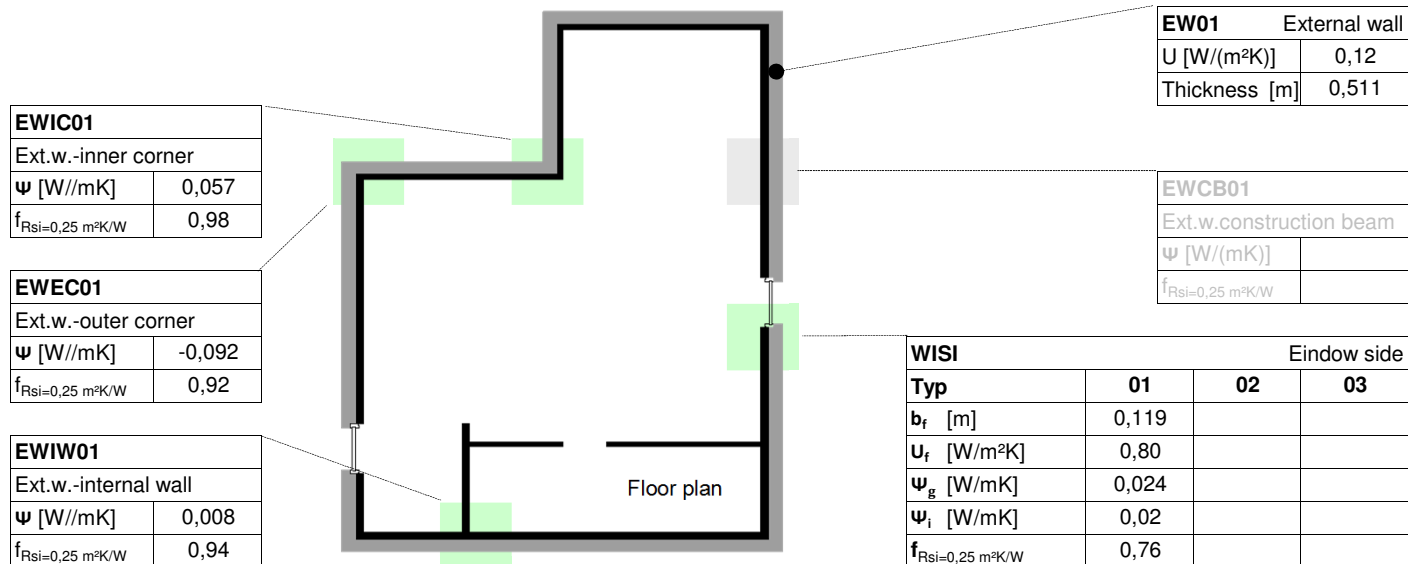 EW01 External wall
U [W/(m²K)] 0,12
Thickness [m] 0,511
EWIC01
Ext.w.-inner corner
Ψ [W//mK] 0,057
fRsi=0,25 m²K/W 0,98
EWCB01
Ext.w.construction beam
Ψ [W/(mK)]
fRsi=0,25 m²K/W
EWEC01
Ext.w.-outer corner
Ψ [W//mK] -0,092
fRsi=0,25 m²K/W 0,92
WISI Eindow side
Typ 01 02 03
bf [m] 0,119
Uf [W/m²K] 0,80
Ψg [W/mK] 0,024
Ψi [W/mK] 0,02
fRsi=0,25 m²K/W 0,76
EWIW01
Ext.w.-internal wall
Ψ [W//mK] 0,008
fRsi=0,25 m²K/W 0,94
Floor plan